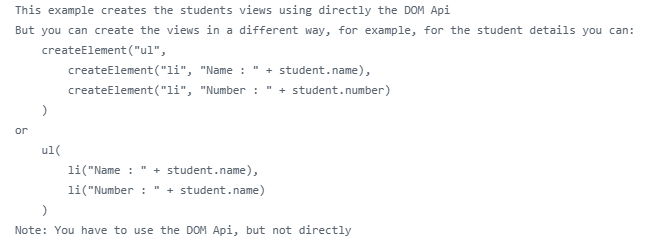 This example creates the students views using directly the DOM Api
But you can create the views in a different way, for example, for the student details you can:
    createElement("ul",
        createElement("li", "Name : " + student.name),
        createElement("li", "Number : " + student.number)
    )
or
    ul(
        li("Name : " + student.name),
        li("Number : " + student.name)
    )
Note: You have to use the DOM Api, but not directly